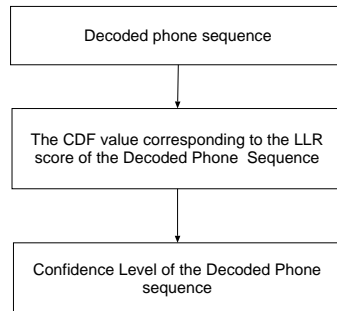 Decoded phone sequence
The CDF value corresponding to the LLR
score of the Decoded Phone Sequence
Confidence Level of the Decoded Phone
sequence